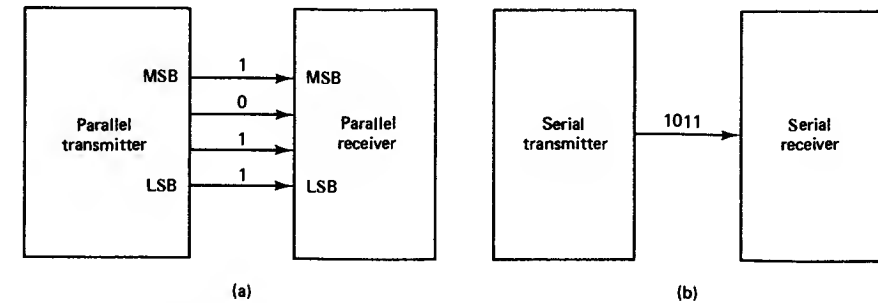 MSB
1
MSB
0
Parallel
transmitter
Parallel
receiver
1
LSB
1
LSB
(a)
Serial
transmitter
1011
Serial
receiver
(b)